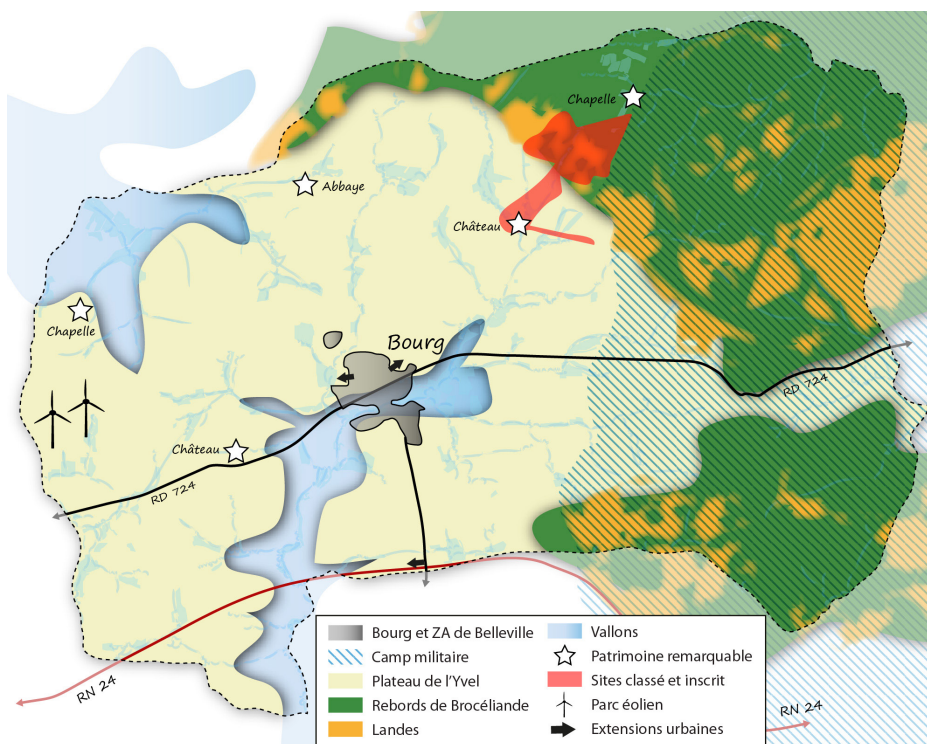 Chapelle
Abbaye
Château
Chapelle
Bourg
RD 724
Château
RD 724
RN 24
RN 24
Bourg et ZA de Belleville
Camp militaire
Plateau de l'Yvel
Rebords de Brocéliande
Landes
Vallons
Patrimoine remarquable
Sites classé et inscrit
Parc éolien
Extensions urbaines